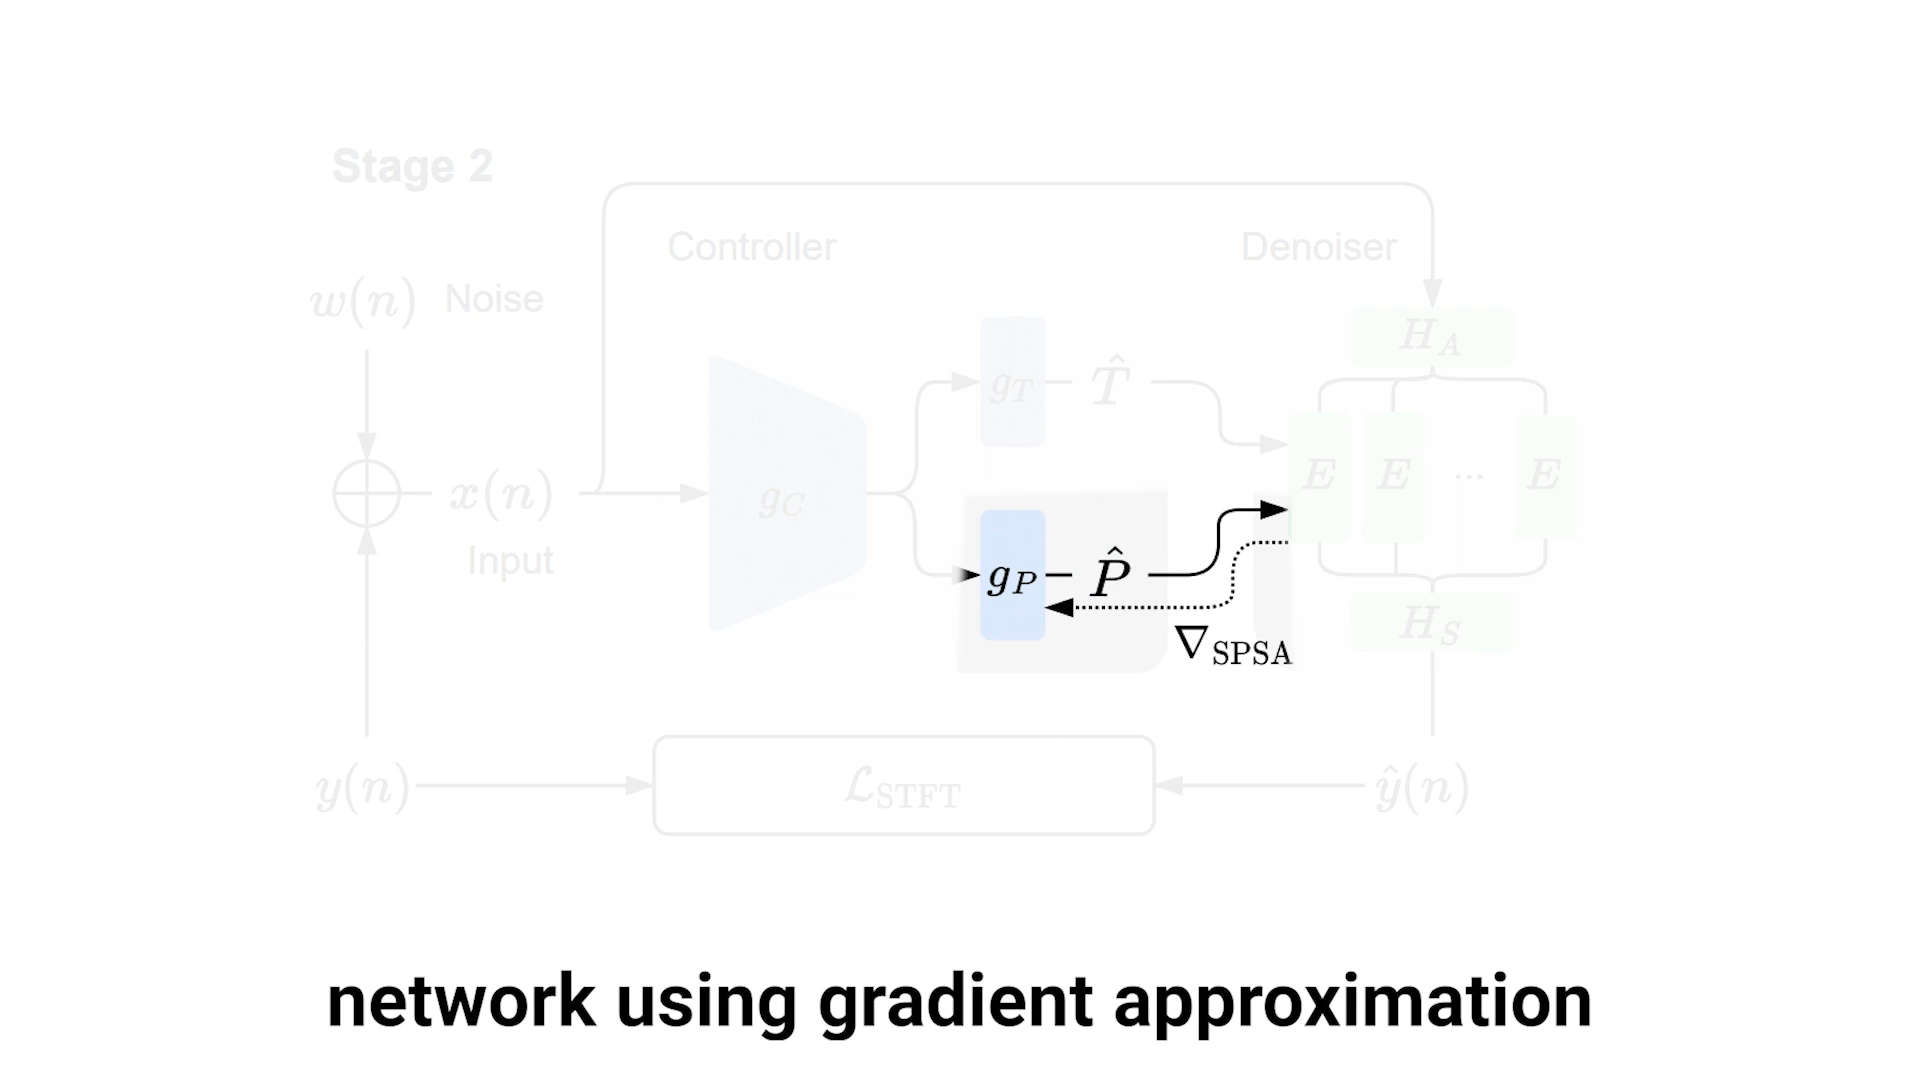 Stage 2
Controller
Denoiser
w(n) Noise
H_A
g_T T̂
E E ... E
x(n)
g_C
Input
g_P P̂
∇_SPSA
H_S
y(n)
ℒ_STFT
ŷ(n)
network using gradient approximation